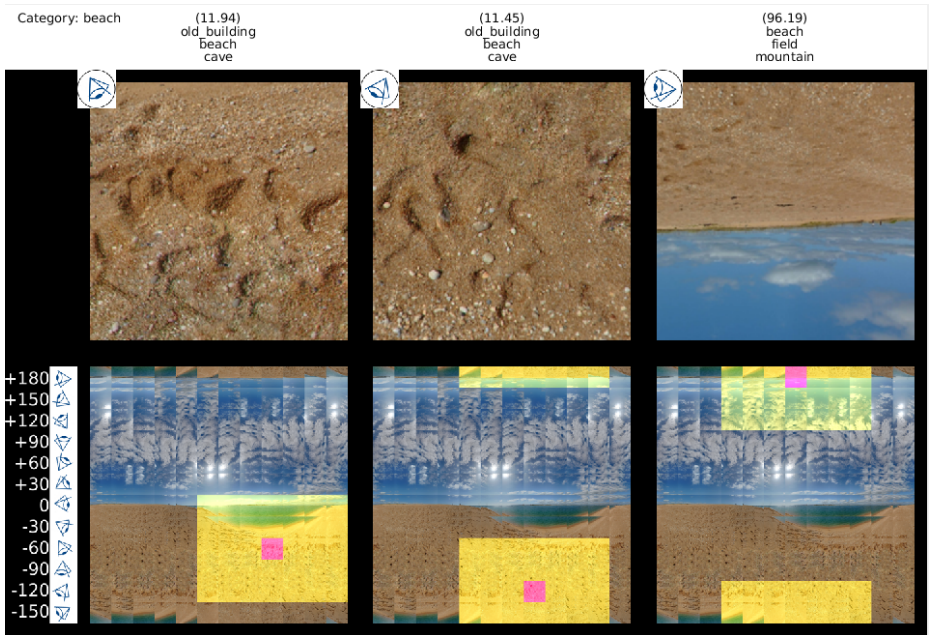 Category: beach
(11.94)
old_building
beach
cave
(11.45)
old_building
beach
cave
(96.19)
beach
field
mountain
+180
+150
+120
+90
+60
+30
0
-30
-60
-90
-120
-150